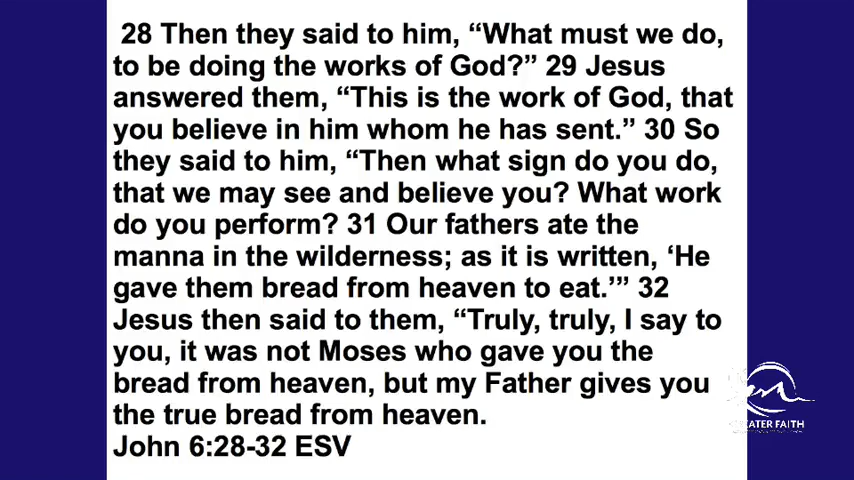 28 Then they said to him, “What must we do,
to be doing the works of God?” 29 Jesus
answered them, “This is the work of God, that
you believe in him whom he has sent.” 30 So
they said to him, “Then what sign do you do,
that we may see and believe you? What work
do you perform? 31 Our fathers ate the
manna in the wilderness; as it is written, ‘He
gave them bread from heaven to eat.’” 32
Jesus then said to them, “Truly, truly, I say to
you, it was not Moses who gave you the
bread from heaven, but my Father gives you
the true bread from heaven.
John 6:28-32 ESV
FAITH